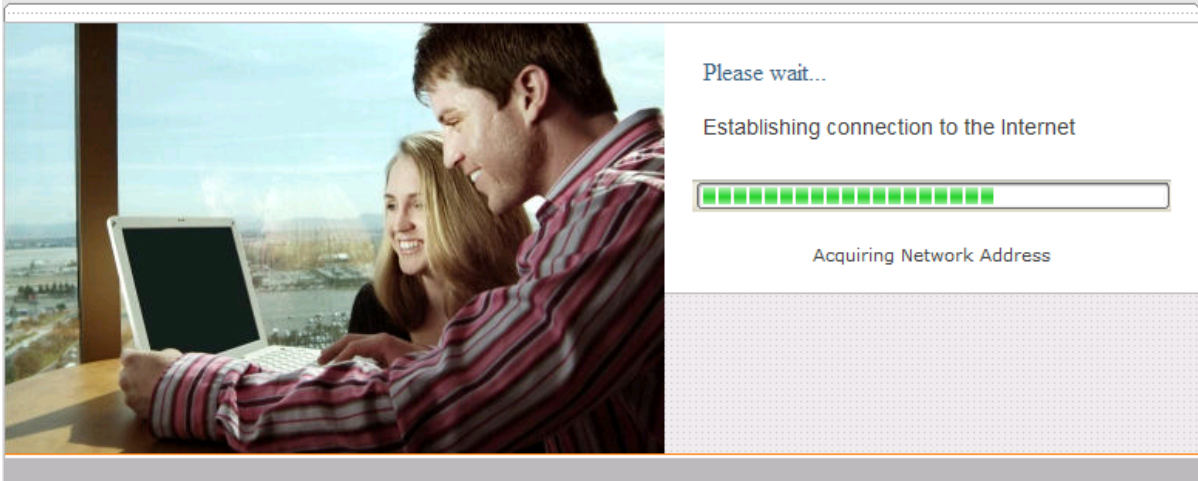 Please wait...
Establishing connection to the Internet
Acquiring Network Address